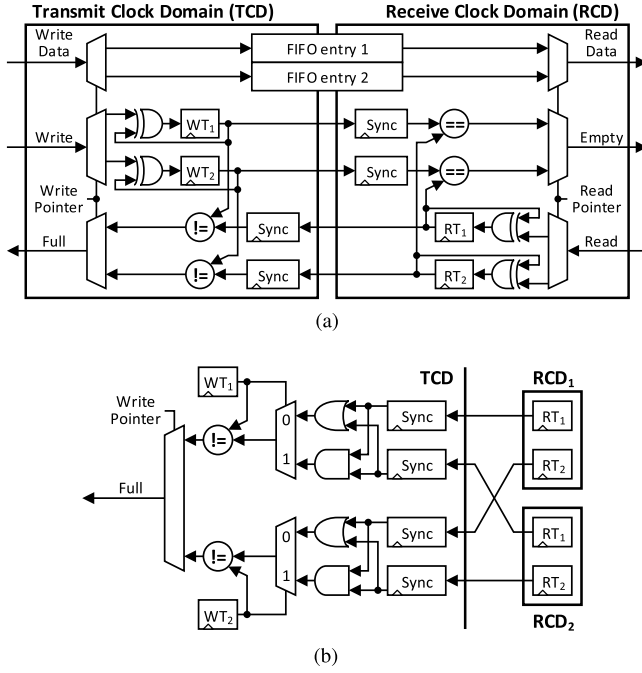 Transmit Clock Domain (TCD)
Receive Clock Domain (RCD)
Write
Data
FIFO entry 1
FIFO entry 2
Read
Data
Write
WT1
Sync
==
Empty
WT2
Sync
==
Write
Pointer
Read
Pointer
Full
!=
Sync
RT1
Read
!=
Sync
RT2
(a)
TCD
RCD1
WT1
Write
Pointer
0
Sync
RT1
!=
1
Sync
RT2
Full
0
Sync
RT1
!=
1
Sync
RT2
WT2
RCD2
(b)